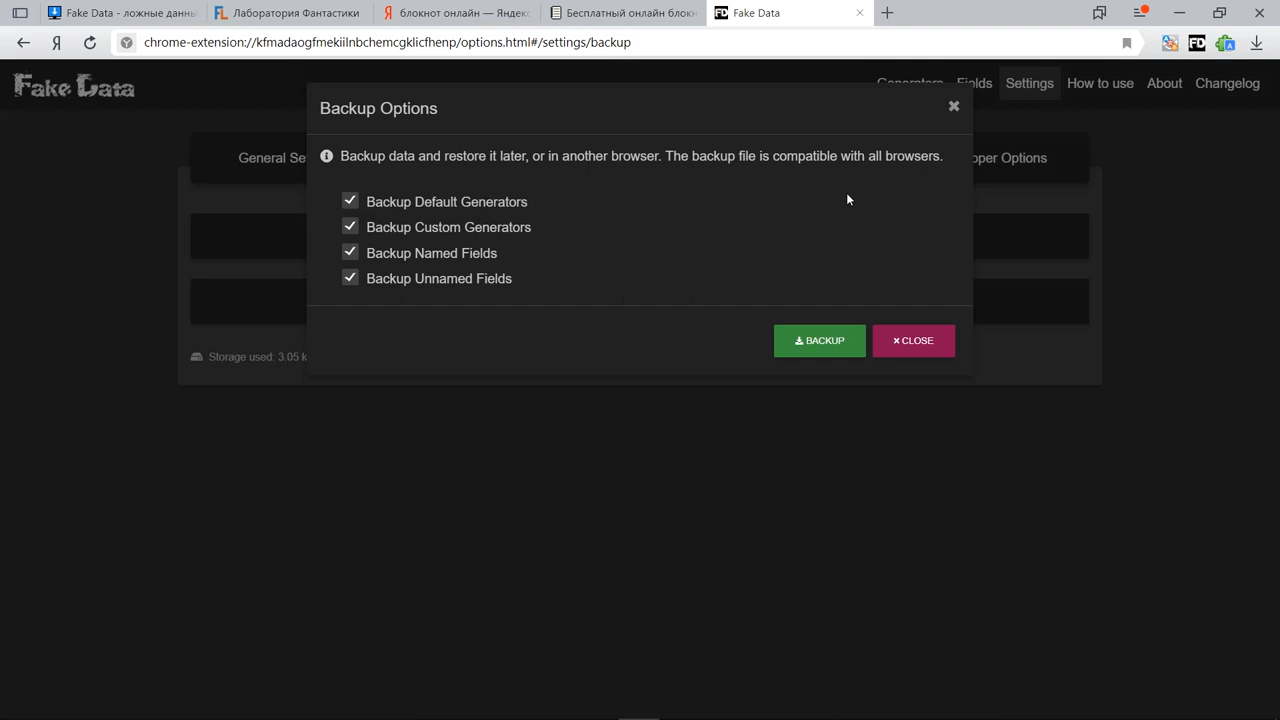 Fake Data - ложные данны
Лаборатория Фантастики
блокнот онлайн — Яндекс
Бесплатный онлайн блокн
Fake Data
chrome-extension://kfmadaogfmekiilnbchemcgklicfhenp/options.html#/settings/backup
Fake Data
Generators Fields Settings How to use About Changelog
Backup Options
General Se
pper Options
Backup data and restore it later, or in another browser. The backup file is compatible with all browsers.
Backup Default Generators
Backup Custom Generators
Backup Named Fields
Backup Unnamed Fields
BACKUP
CLOSE
Storage used: 3.05 k